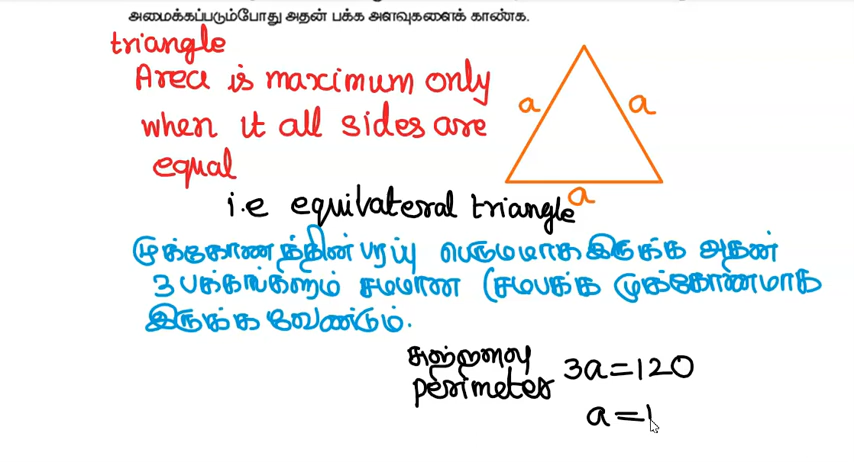 அமைக்கப்படும்போது அதன் பக்க அளவுகளைக் காண்க.
triangle
Area is maximum only
when it all sides are
equal
a a
a
i.e equilateral triangle
முக்கோணத்தின் பரப்பு பெருமமாக இருக்க அதன்
3 பக்கங்களும் சமமான (சமபக்க முக்கோணமாக
இருக்க வேண்டும்.
சுற்றளவு
perimeter 3a=120
a=1